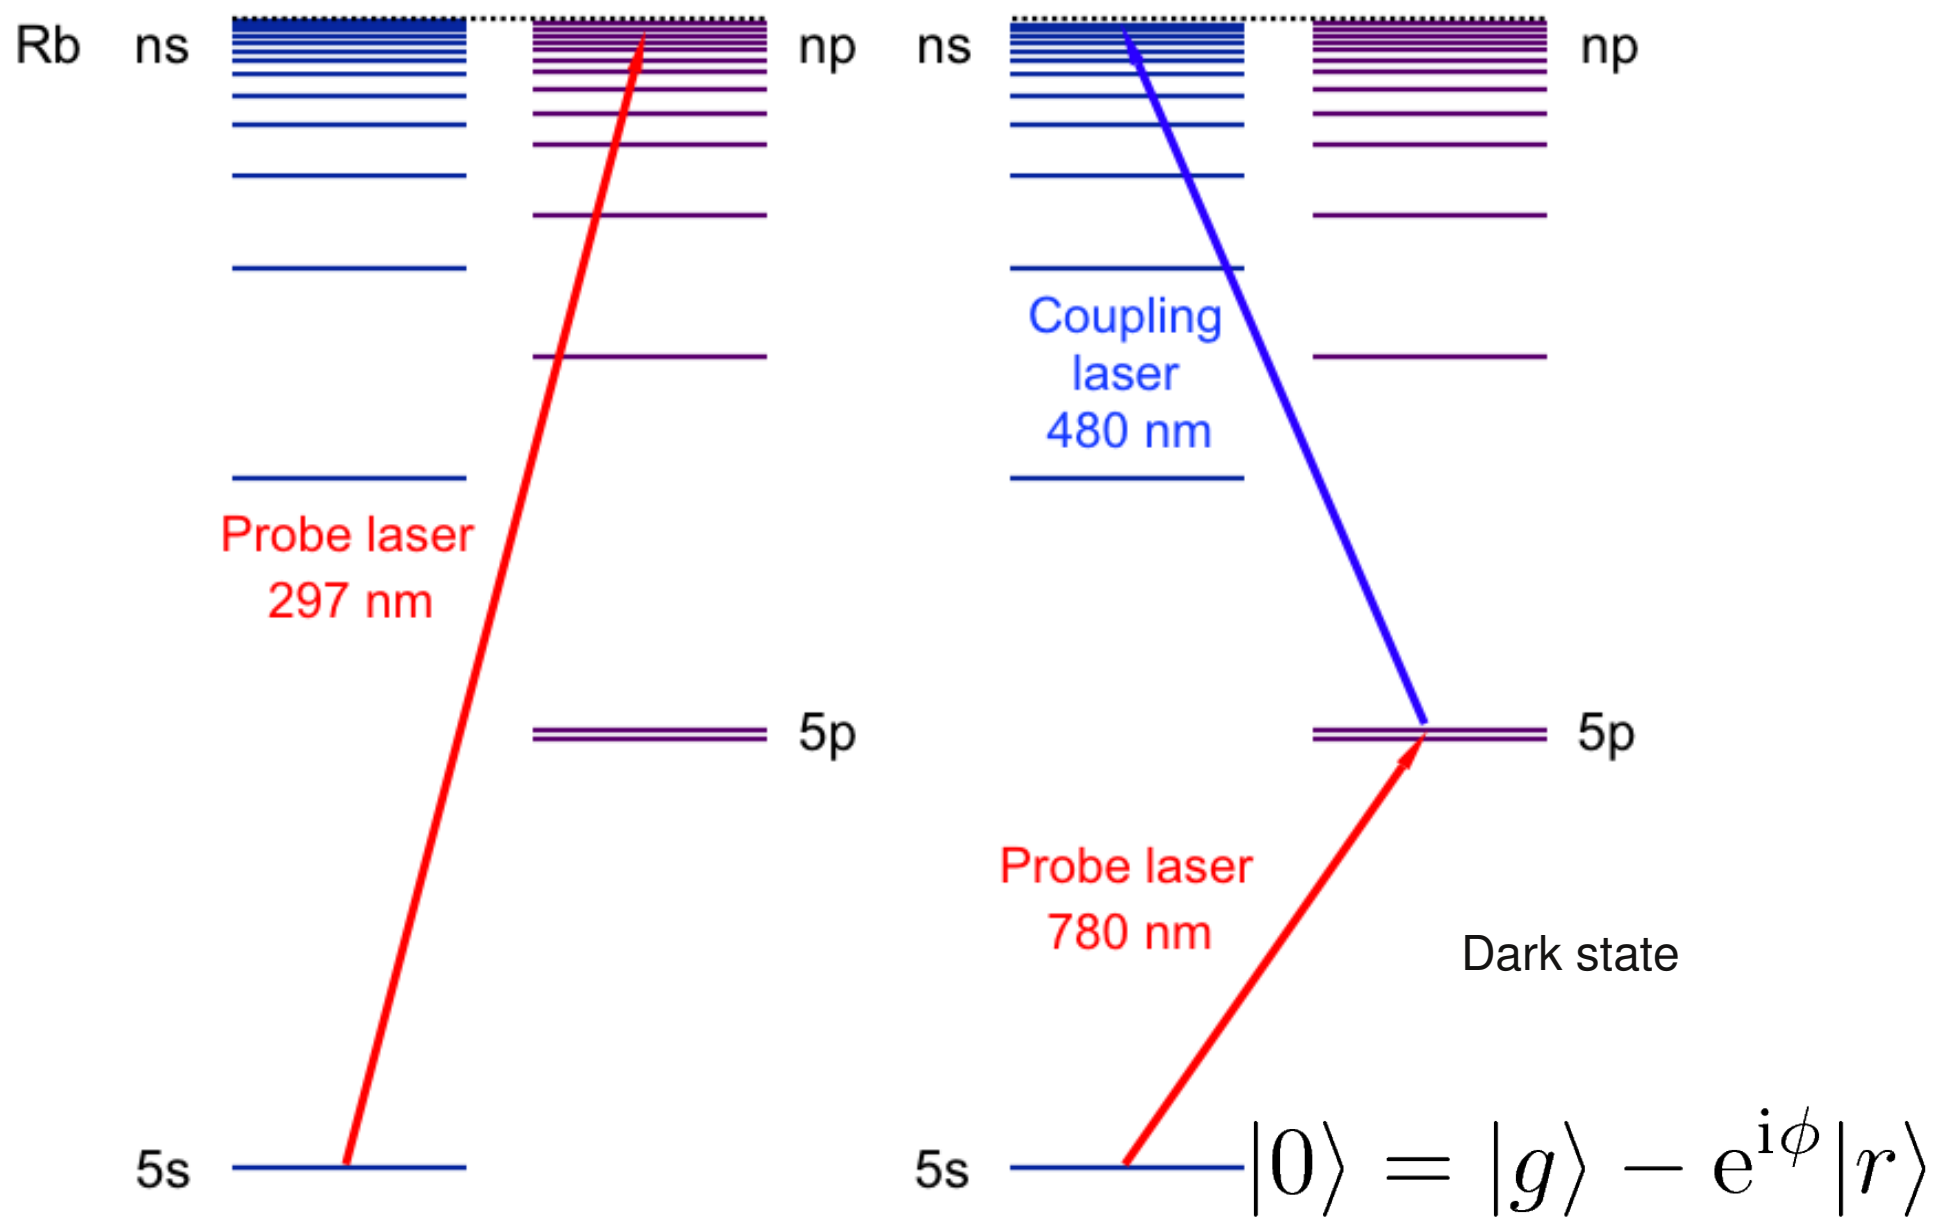 Rb ns np ns np
Coupling
laser
480 nm
Probe laser
297 nm
5p 5p
Probe laser
780 nm
Dark state
5s 5s |0⟩ = |g⟩ − e^{iϕ}|r⟩